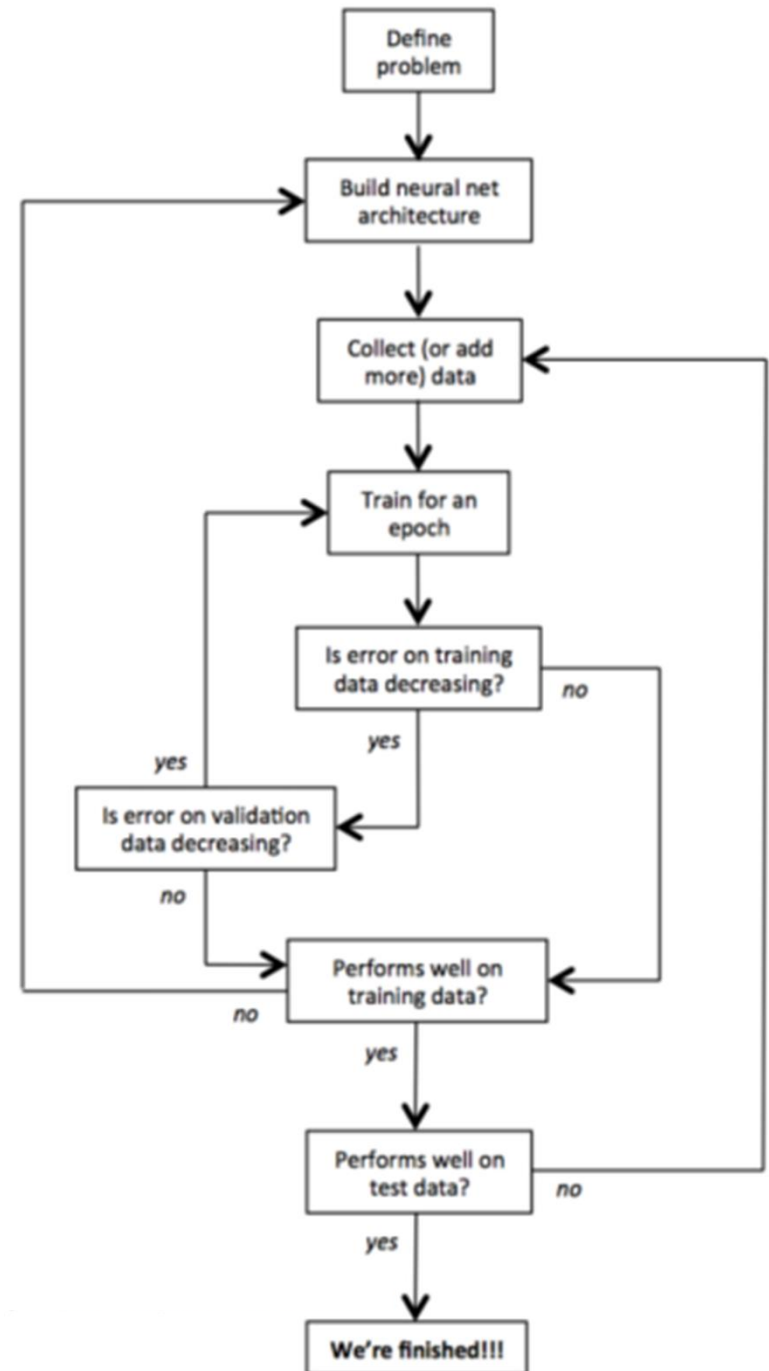 Define
problem
Build neural net
architecture
Collect (or add
more) data
Train for an
epoch
Is error on training
data decreasing?
no
yes
yes
Is error on validation
data decreasing?
no
Performs well on
training data?
no
yes
Performs well on
test data?
no
yes
We're finished!!!